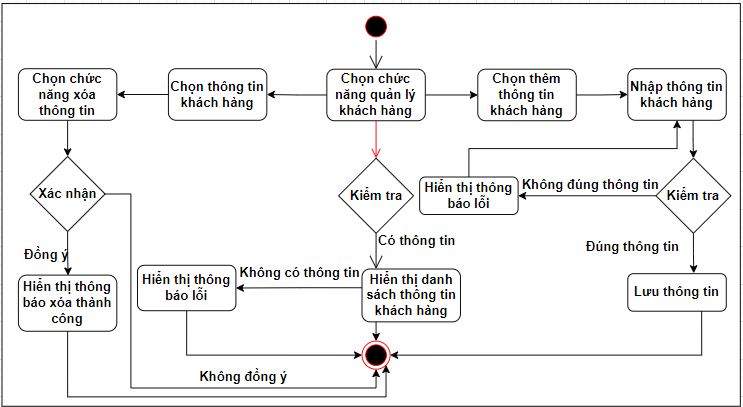 Chọn chức
năng xóa
thông tin
Chọn thông tin
khách hàng
Chọn chức
năng quản lý
khách hàng
Chọn thêm
thông tin
khách hàng
Nhập thông tin
khách hàng
Xác nhận
Kiểm tra
Hiển thị thông
báo lỗi
Không đúng thông tin
Kiểm tra
Đồng ý
Có thông tin
Đúng thông tin
Hiển thị thông
báo xóa thành
công
Hiển thị thông
báo lỗi
Không có thông tin
Hiển thị danh
sách thông tin
khách hàng
Lưu thông tin
Không đồng ý